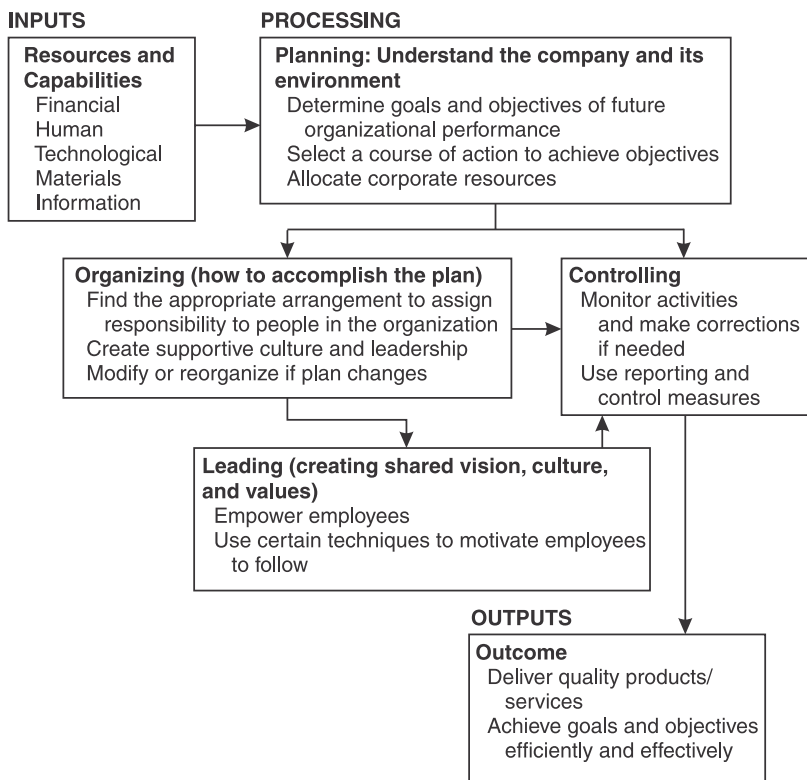 INPUTS
Resources and
Capabilities
Financial
Human
Technological
Materials
Information
PROCESSING
Planning: Understand the company and its
environment
Determine goals and objectives of future
organizational performance
Select a course of action to achieve objectives
Allocate corporate resources
Organizing (how to accomplish the plan)
Find the appropriate arrangement to assign
responsibility to people in the organization
Create supportive culture and leadership
Modify or reorganize if plan changes
Controlling
Monitor activities
and make corrections
if needed
Use reporting and
control measures
Leading (creating shared vision, culture,
and values)
Empower employees
Use certain techniques to motivate employees
to follow
OUTPUTS
Outcome
Deliver quality products/
services
Achieve goals and objectives
efficiently and effectively